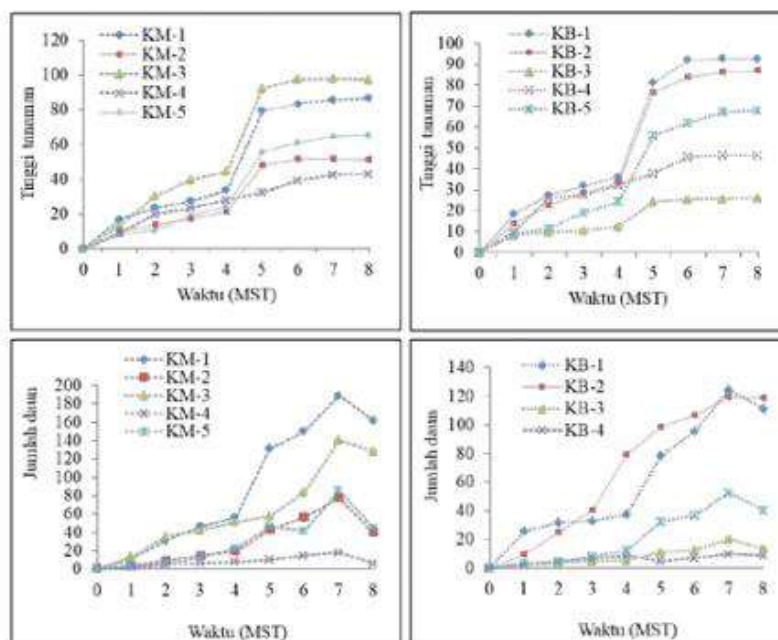 Tinggi tanaman
120
100
80
60
40
20
0
KM-1
KM-2
KM-3
KM-4
KM-5
0 1 2 3 4 5 6 7 8
Waktu (MST)
Tinggi tanaman
100
90
80
70
60
50
40
30
20
10
0
KB-1
KB-2
KB-3
KB-4
KB-5
0 1 2 3 4 5 6 7 8
Waktu (MST)
Jumlah daun
200
180
160
140
120
100
80
60
40
20
0
KM-1
KM-2
KM-3
KM-4
KM-5
0 1 2 3 4 5 6 7 8
Waktu (MST)
Jumlah daun
140
120
100
80
60
40
20
0
KB-1
KB-2
KB-3
KB-4
0 1 2 3 4 5 6 7 8
Waktu (MST)